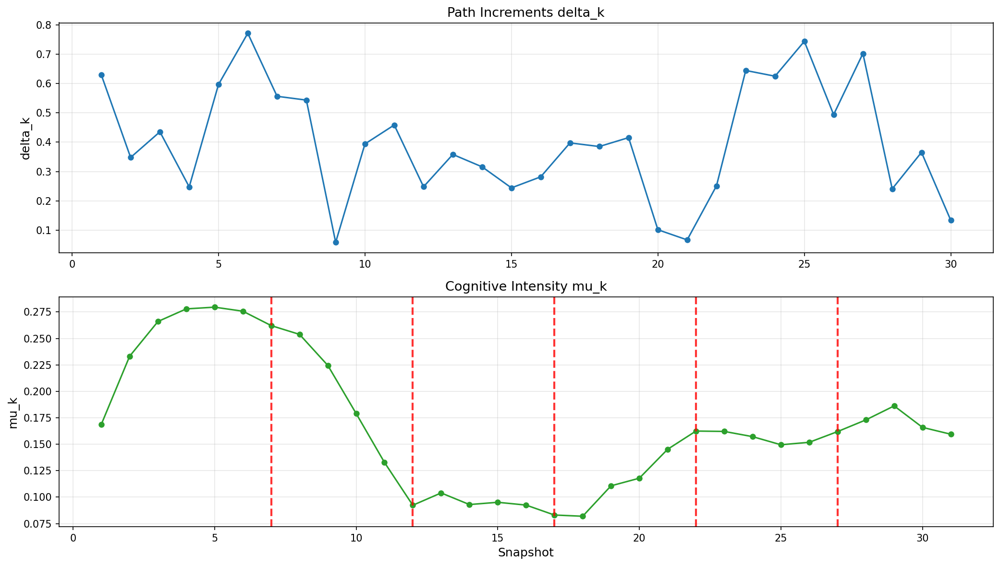 Path Increments delta_k
delta_k
0.8
0.7
0.6
0.5
0.4
0.3
0.2
0.1
0 5 10 15 20 25 30
Cognitive Intensity mu_k
mu_k
0.275
0.250
0.225
0.200
0.175
0.150
0.125
0.100
0.075
0 5 10 15 20 25 30
Snapshot